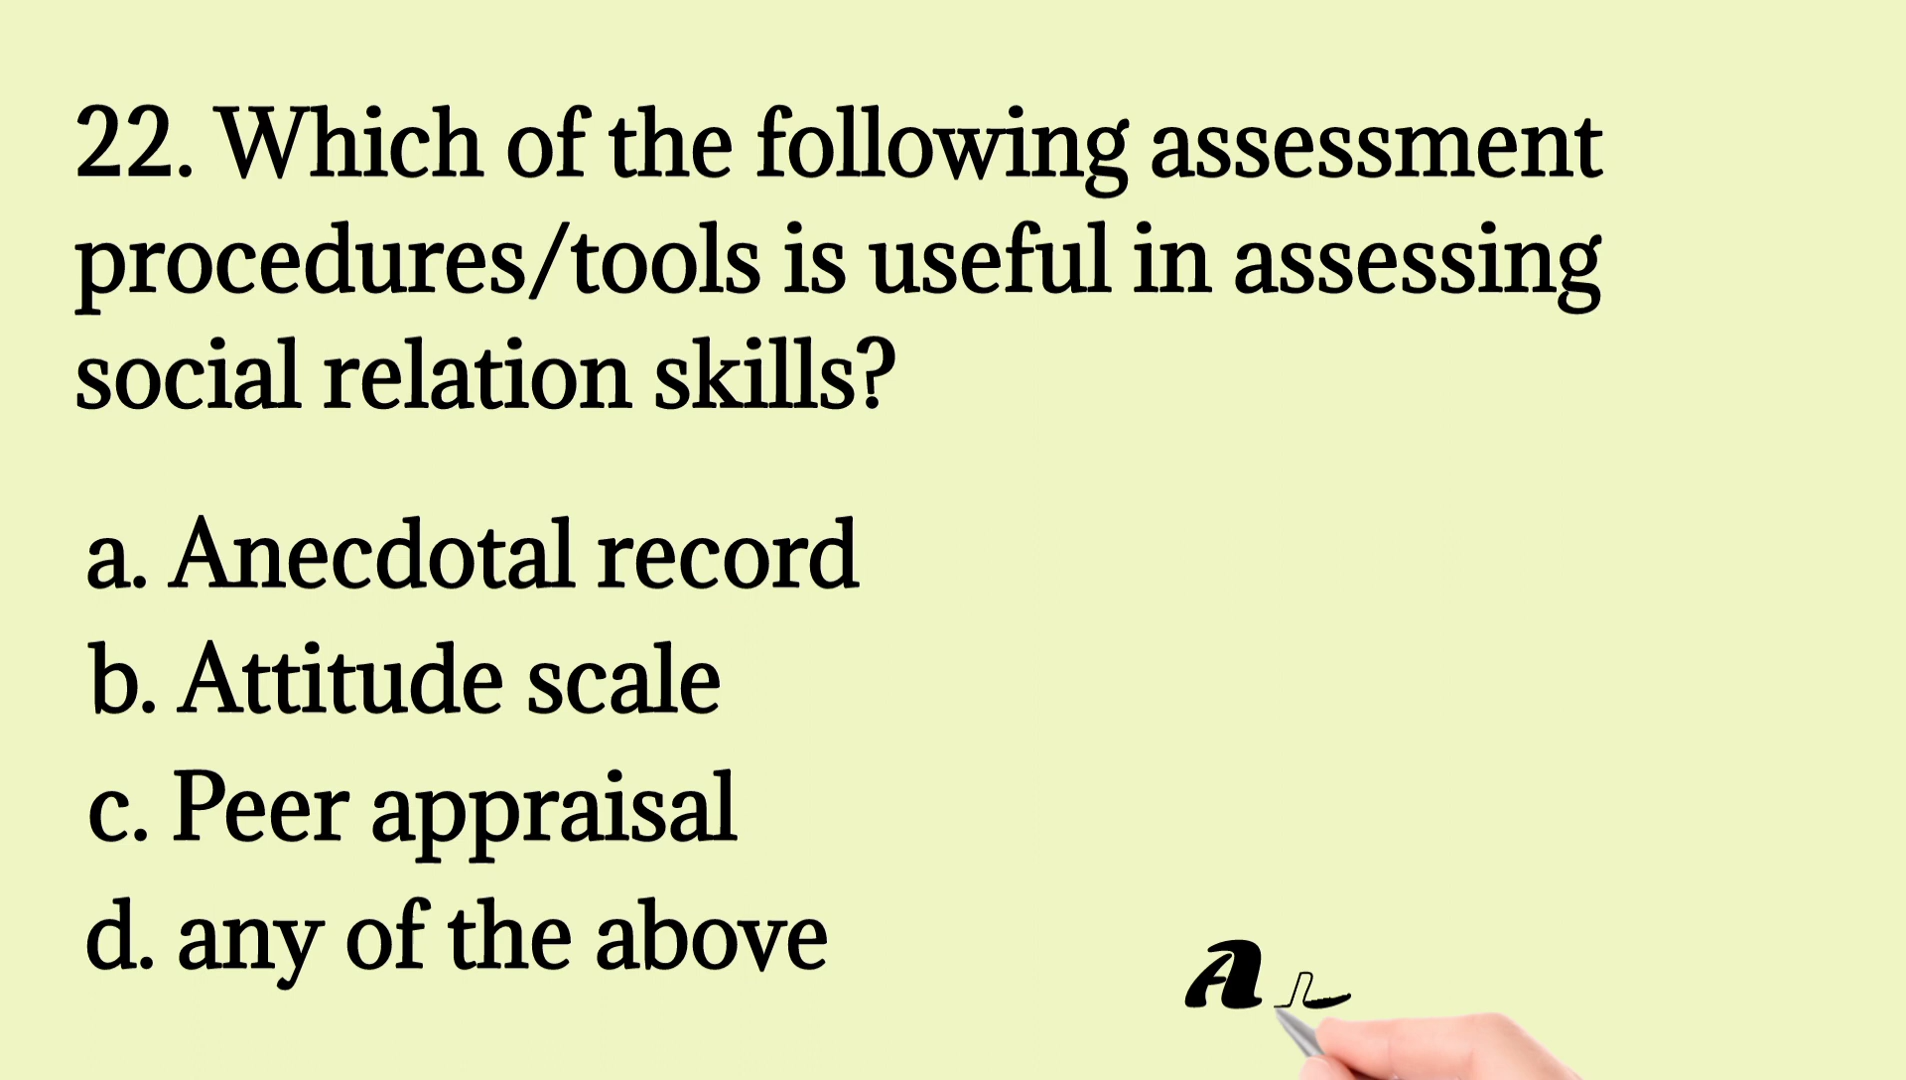 22. Which of the following assessment
procedures/tools is useful in assessing
social relation skills?
a. Anecdotal record
b. Attitude scale
c. Peer appraisal
d. any of the above
A